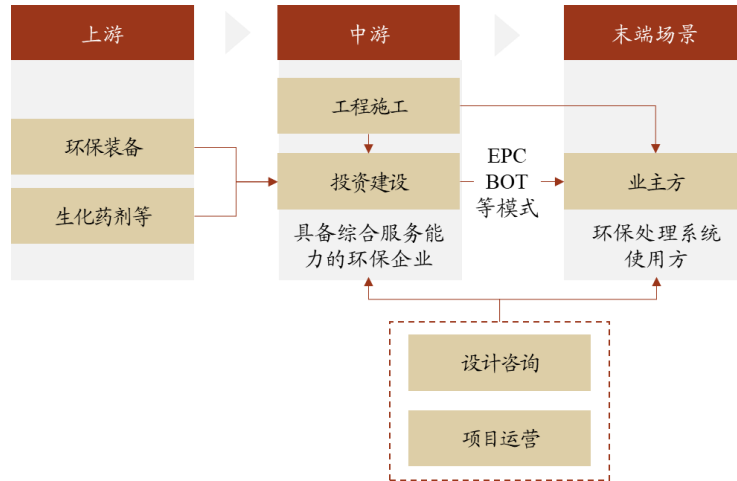 上游
中游
末端场景
工程施工
环保装备
生化药剂等
投资建设
EPC
BOT
等模式
业主方
具备综合服务能
力的环保企业
环保处理系统
使用方
设计咨询
项目运营